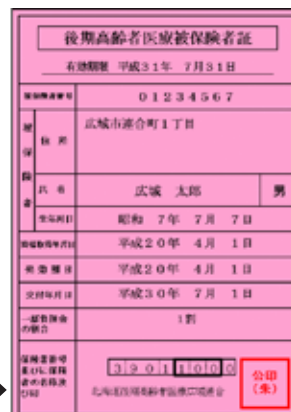 後期高齢者医療被保険者証
有効期限 平成31年 7月31日
被保険者番号 01234567
被保険者
住所 広域市連合町1丁目
氏名 広域 太郎 男
生年月日 昭和 7年 7月 7日
資格取得年月日 平成20年 4月 1日
発効期日 平成20年 4月 1日
交付年月日 平成30年 7月 1日
一部負担金の割合 1割
保険者番号
並びに保険
者の名称及
び印
39011000
北海道後期高齢者医療広域連合
公印
(朱)